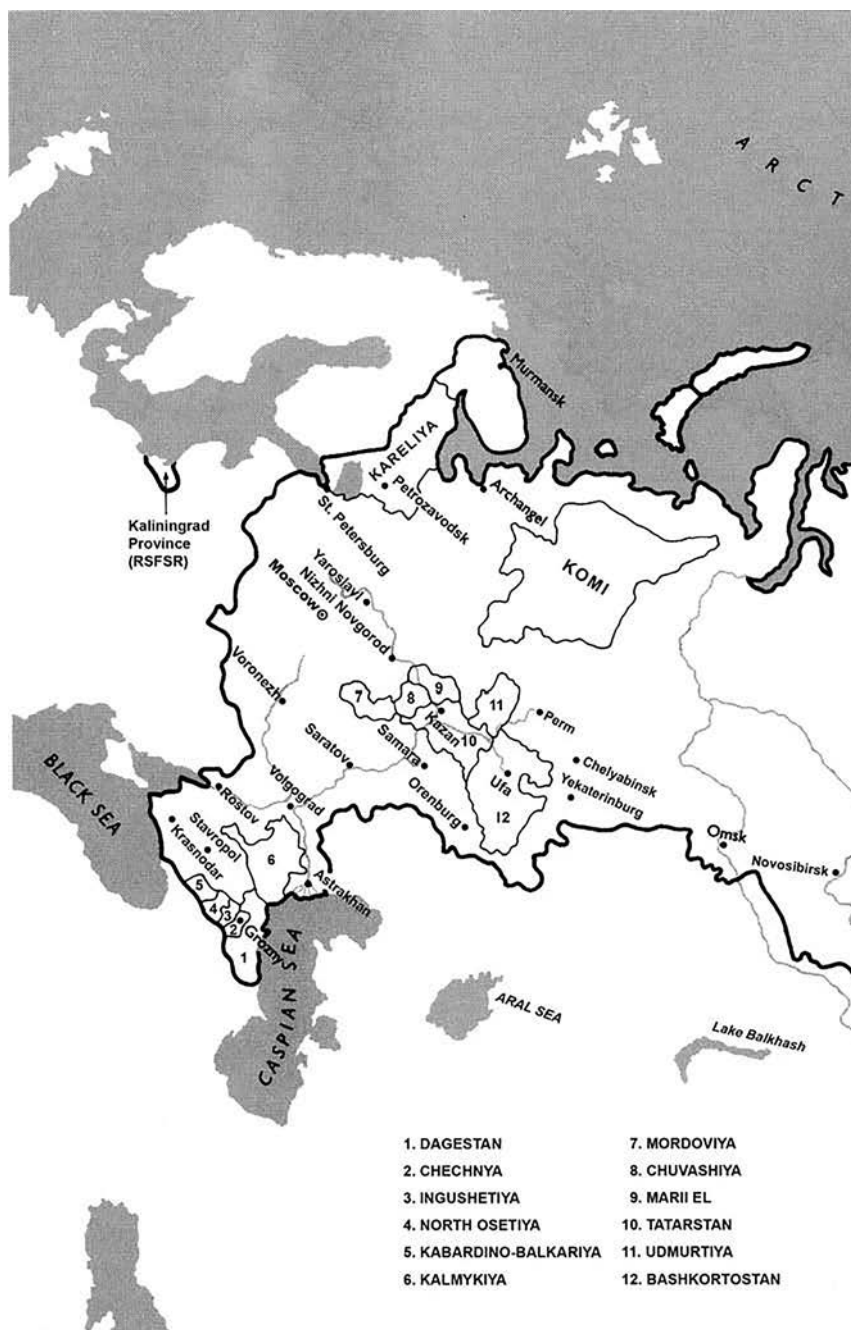 ARCT
Murmansk
KARELIYA
Petrozavodsk
Archangel
St. Petersburg
Kaliningrad
Province
(RSFSR)
KOMI
Yaroslavl
Nizhni Novgorod
Moscow
Voronezh
9
8
7
11
Kazan
10
Perm
Saratov
Samara
Chelyabinsk
Ufa
Yekaterinburg
Orenburg
12
BLACK SEA
Rostov
Volgograd
Stavropol
Krasnodar
6
Omsk
Novosibirsk
Astrakhan
5
4
3
2
Grozny
1
CASPIAN SEA
ARAL SEA
Lake Balkhash
1. DAGESTAN
2. CHECHNYA
3. INGUSHETIYA
4. NORTH OSETIYA
5. KABARDINO-BALKARIYA
6. KALMYKIYA
7. MORDOVIYA
8. CHUVASHIYA
9. MARII EL
10. TATARSTAN
11. UDMURTIYA
12. BASHKORTOSTAN